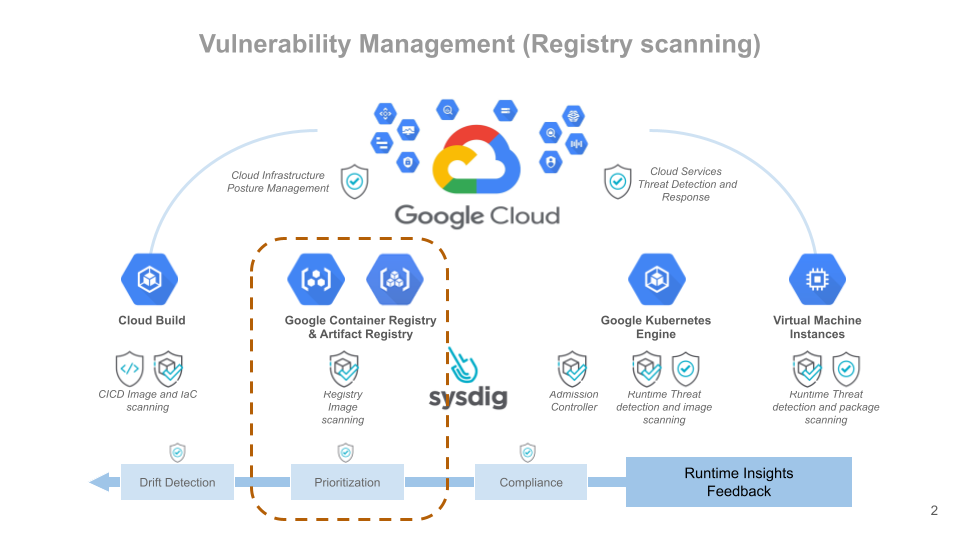 Vulnerability Management (Registry scanning)
Cloud Infrastructure
Posture Management
Cloud Services
Threat Detection and
Response
Google Cloud
Cloud Build
Google Container Registry
& Artifact Registry
Google Kubernetes
Engine
Virtual Machine
Instances
CICD Image and IaC
scanning
Registry
Image
scanning
sysdig
Admission
Controller
Runtime Threat
detection and image
scanning
Runtime Threat
detection and package
scanning
Drift Detection
Prioritization
Compliance
Runtime Insights
Feedback
2